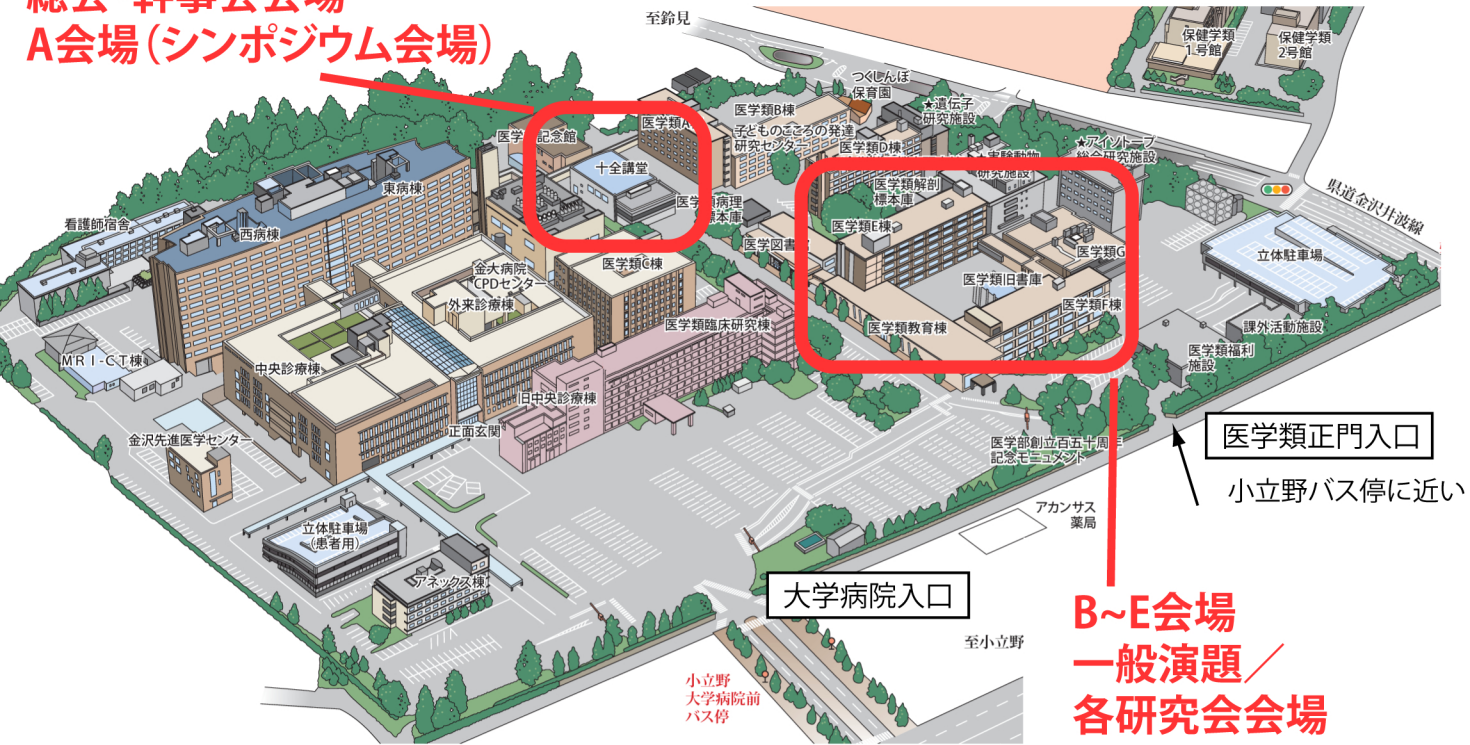 総会・幹事会会場
A会場(シンポジウム会場)
至鈴見
保健学類
1号館
保健学類
2号館
つくしんぼ
保育園
医学類B棟
★遺伝子
研究施設
医学類A
医学 記念館
子どものこころの発達
研究センター
医学類D棟
★アイソトープ
総合研究施設
★実験動物
研究施設
十全講堂
医学類解剖
標本庫
東病棟
医学類病理
標本庫
県道金沢井波線
看護師宿舎
西病棟
医学類E棟
医学図書
医学類G
立体駐車場
医学類C棟
金大病院
CPDセンター
外来診療棟
医学類旧書庫
医学類F棟
医学類臨床研究棟
医学類教育棟
課外活動施設
医学類福利
施設
MRI-CT棟
中央診療棟
旧中央診療棟
正面玄関
金沢先進医学センター
医学部創立百五十周年
記念モニュメント
医学類正門入口
小立野バス停に近い
アカンサス
薬局
立体駐車場
(患者用)
アネックス棟
大学病院入口
至小立野
小立野
大学病院前
バス停
B~E会場
一般演題/
各研究会会場